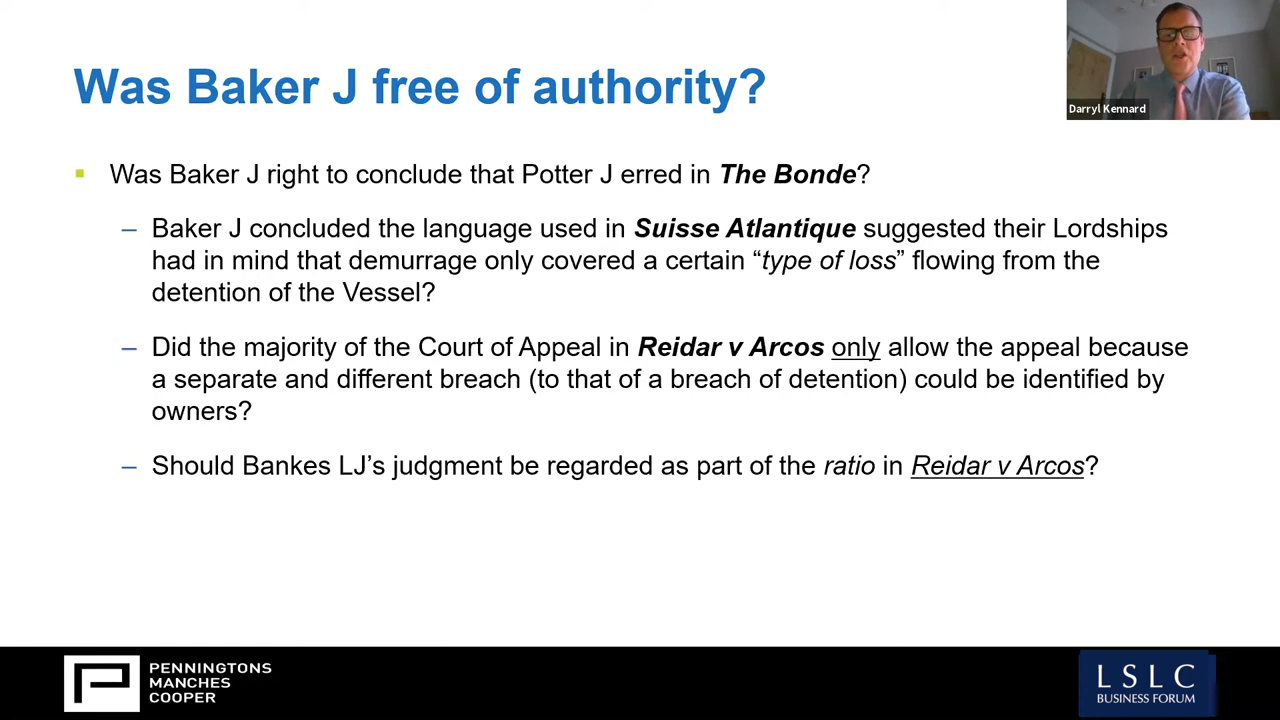 Was Baker J free of authority?
Darryl Kennard
▪ Was Baker J right to conclude that Potter J erred in The Bonde?
– Baker J concluded the language used in Suisse Atlantique suggested their Lordships
had in mind that demurrage only covered a certain “type of loss” flowing from the
detention of the Vessel?
– Did the majority of the Court of Appeal in Reidar v Arcos only allow the appeal because
a separate and different breach (to that of a breach of detention) could be identified by
owners?
– Should Bankes LJ’s judgment be regarded as part of the ratio in Reidar v Arcos?
PENNINGTONS
MANCHES
COOPER
LSLC
BUSINESS FORUM